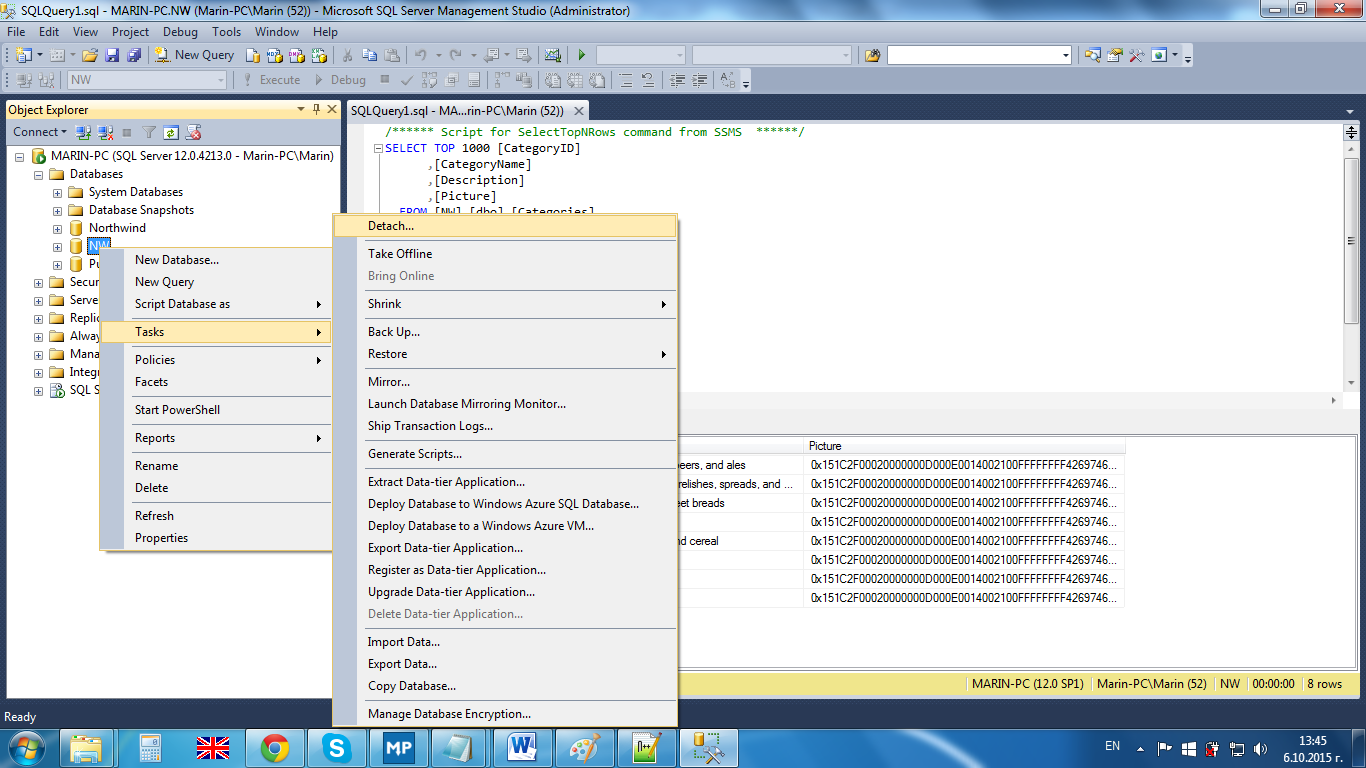 SQLQuery1.sql - MARIN-PC.NW (Marin-PC\Marin (52)) - Microsoft SQL Server Management Studio (Administrator)
File Edit View Project Debug Tools Window Help
New Query
NW Execute Debug
Object Explorer
SQLQuery1.sql - MA...rin-PC\Marin (52))
Connect
MARIN-PC (SQL Server 12.0.4213.0 - Marin-PC\Marin)
Databases
System Databases
Database Snapshots
Northwind
NW
Pu
Secur
Serve
Replic
Alway
Mana
Integr
SQL S
/****** Script for SelectTopNRows command from SSMS ******/
SELECT TOP 1000 [CategoryID]
,[CategoryName]
,[Description]
,[Picture]
FROM [NW].[dbo].[Categories]
New Database...
New Query
Script Database as
Tasks
Policies
Facets
Start PowerShell
Reports
Rename
Delete
Refresh
Properties
Detach...
Take Offline
Bring Online
Shrink
Back Up...
Restore
Mirror...
Launch Database Mirroring Monitor...
Ship Transaction Logs...
Generate Scripts...
Extract Data-tier Application...
Deploy Database to Windows Azure SQL Database...
Deploy Database to a Windows Azure VM...
Export Data-tier Application...
Register as Data-tier Application...
Upgrade Data-tier Application...
Delete Data-tier Application...
Import Data...
Export Data...
Copy Database...
Manage Database Encryption...
Picture
beers, and ales 0x151C2F00020000000D000E0014002100FFFFFFFF4269746...
relishes, spreads, and ... 0x151C2F00020000000D000E0014002100FFFFFFFF4269746...
eet breads 0x151C2F00020000000D000E0014002100FFFFFFFF4269746...
0x151C2F00020000000D000E0014002100FFFFFFFF4269746...
nd cereal 0x151C2F00020000000D000E0014002100FFFFFFFF4269746...
0x151C2F00020000000D000E0014002100FFFFFFFF4269746...
0x151C2F00020000000D000E0014002100FFFFFFFF4269746...
0x151C2F00020000000D000E0014002100FFFFFFFF4269746...
MARIN-PC (12.0 SP1) Marin-PC\Marin (52) NW 00:00:00 8 rows
Ready
MP
EN
13:45
6.10.2015 г.